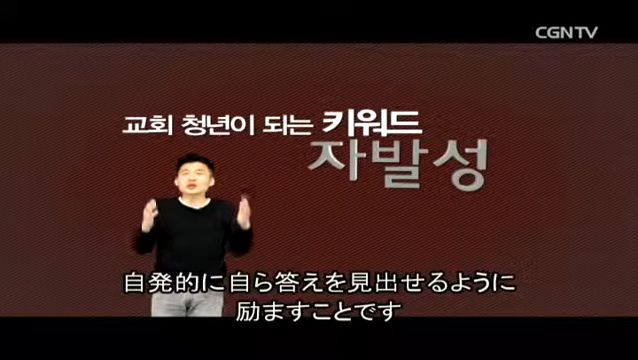 CGNTV
교회 청년이 되는 키워드
자발성
自発的に自ら答えを見出せるように
励ますことです